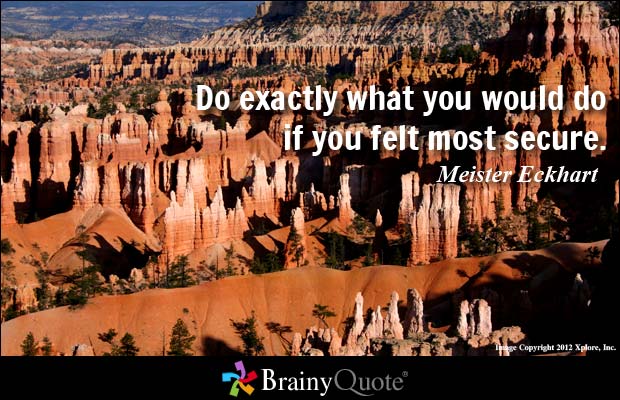 Do exactly what you would do
if you felt most secure.
Meister Eckhart
Image Copyright 2012 Xplore, Inc.
BrainyQuote®